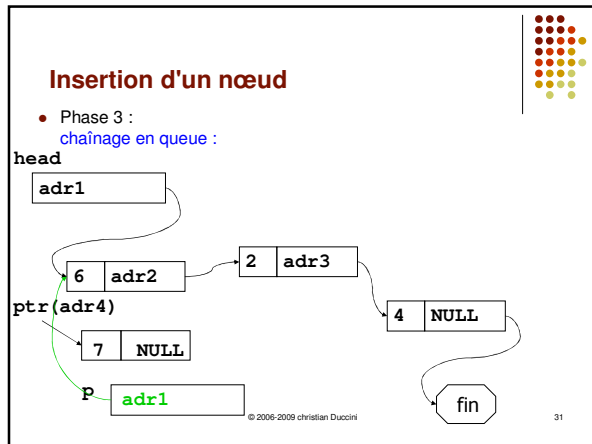 Insertion d'un nœud
• Phase 3 :
chaînage en queue :
head
adr1
6 adr2
2 adr3
ptr(adr4)
4 NULL
7 NULL
p
adr1
fin
© 2006-2009 christian Duccini
31